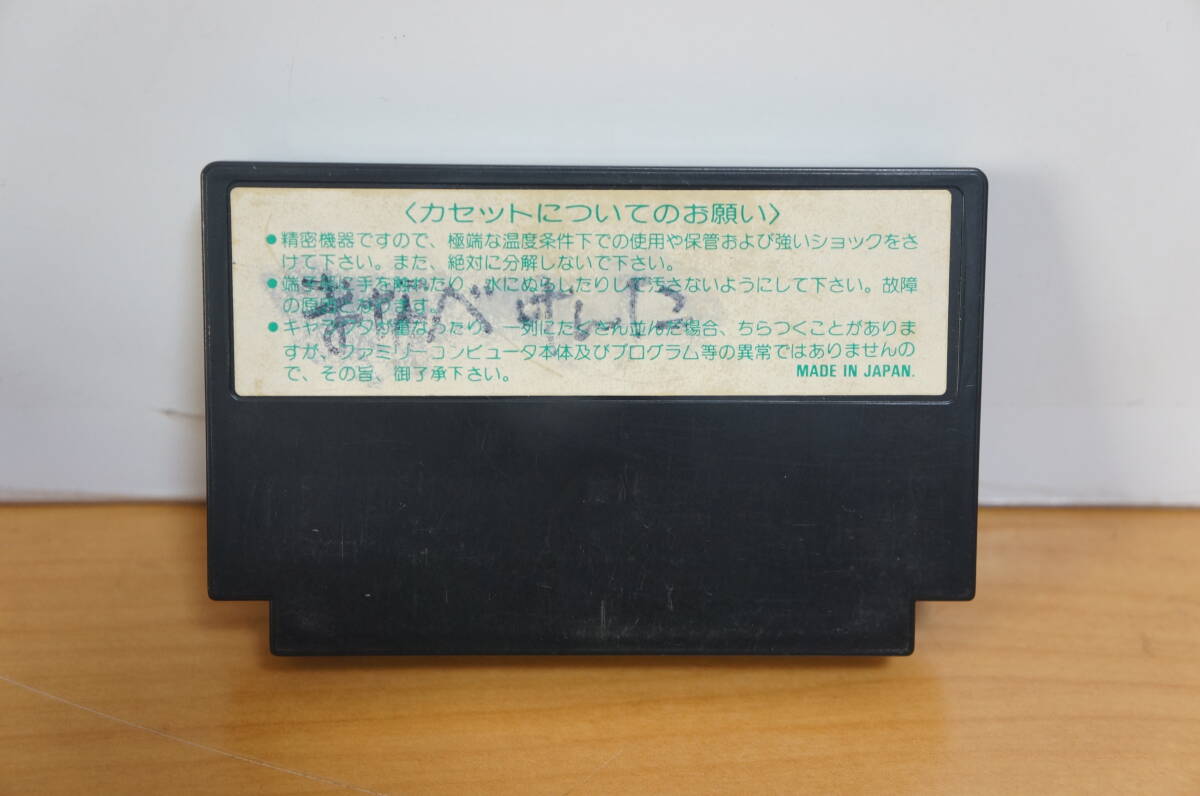 〈カセットについてのお願い〉
●精密機器ですので、極端な温度条件下での使用や保管および強いショックをさ
けて下さい。また、絶対に分解しないで下さい。
●端子部に手を触れたり、水にぬらしたりして汚さないようにして下さい。故障
の原因となります。
まなべ けんじ
●キャラクタが重なったり、一列にたくさん並んだ場合、ちらつくことがありま
すが、ファミリーコンピュータ本体及びプログラム等の異常ではありませんの
で、その旨、御了承下さい。
MADE IN JAPAN.